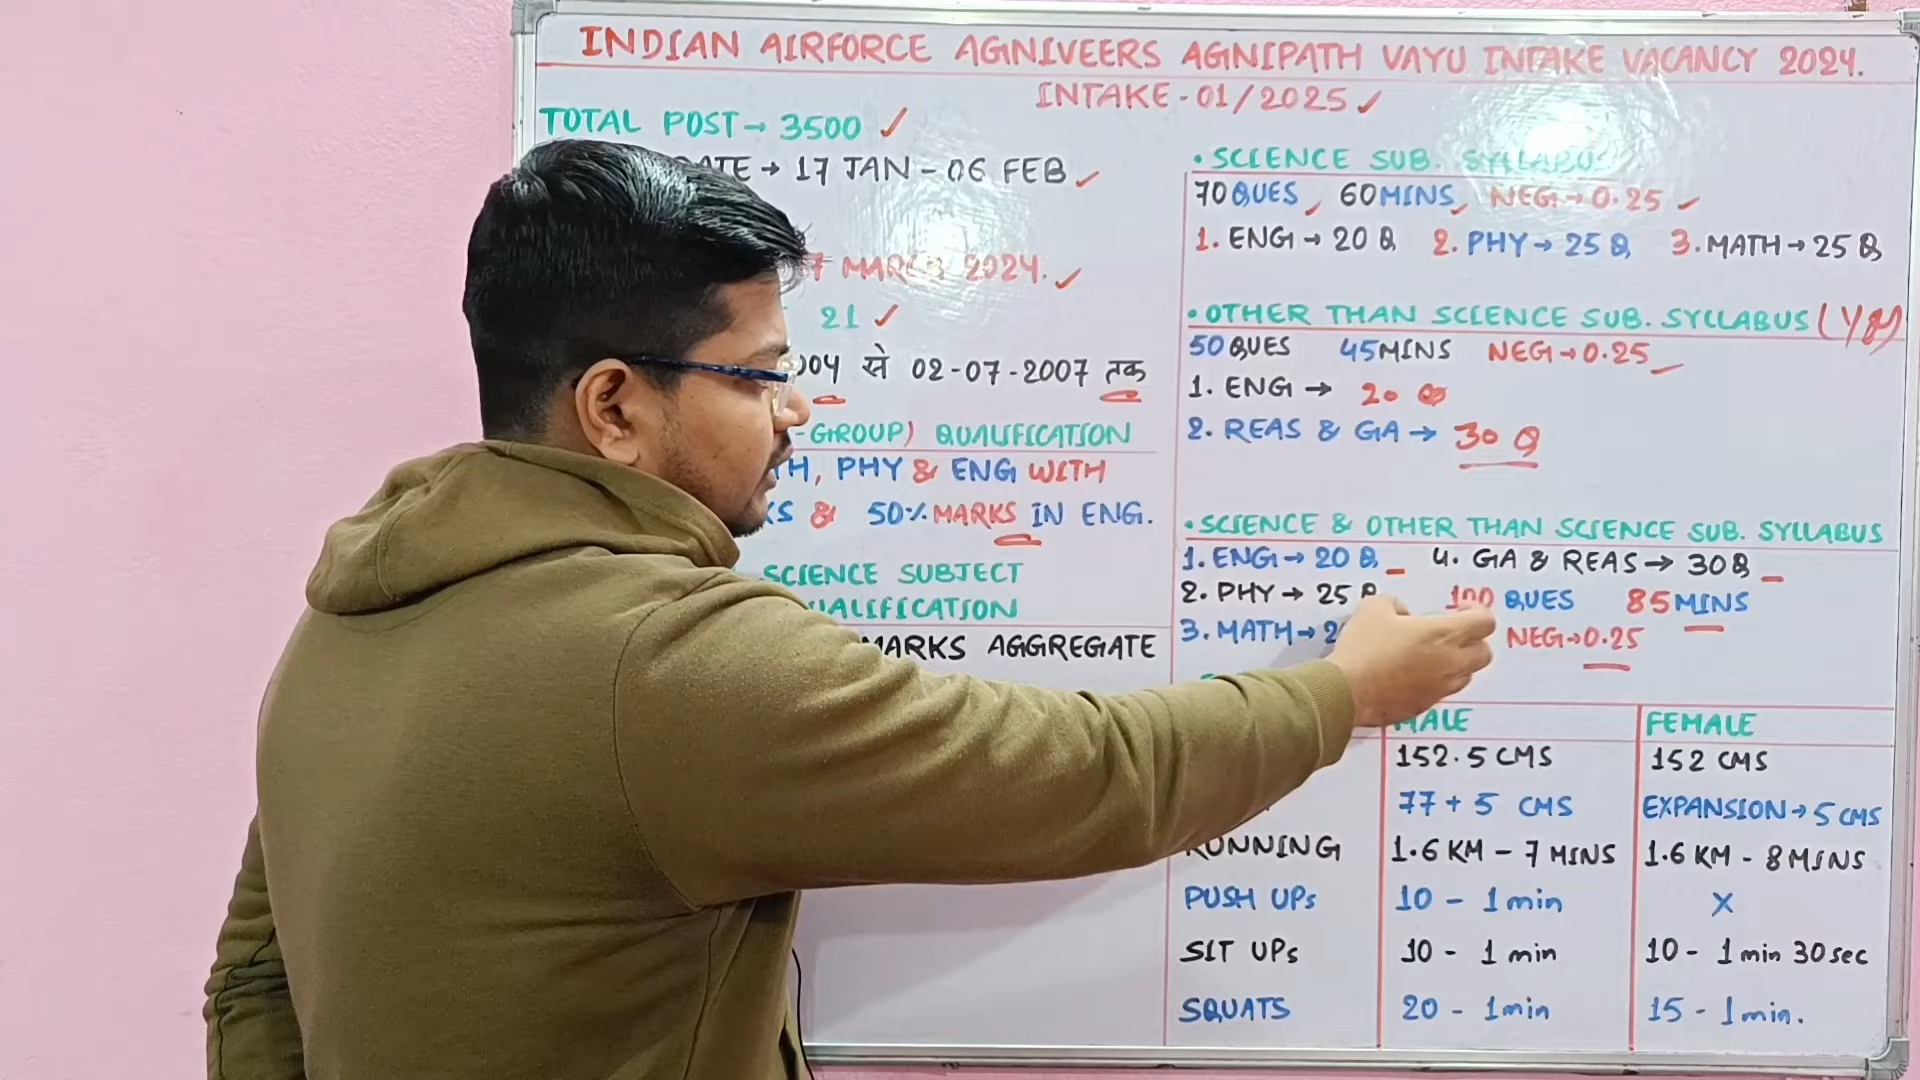 INDIAN AIRFORCE AGNIVEERS AGNIPATH VAYU INTAKE VACANCY 2024.
INTAKE-01/2025 ✓
TOTAL POST → 3500 ✓
→ 17 JAN - 06 FEB ✓
MARCH 2024. ✓
21 ✓
से 02-07-2007 तक
GROUP) QUALIFICATION
, PHY & ENG WITH
& 50% MARKS IN ENG.
SCIENCE SUBJECT
QUALIFICATION
MARKS AGGREGATE
• SCIENCE SUB. SYLLABUS
70 QUES, 60 MINS, NEG → 0.25 ✓
1. ENG → 20 Q 2. PHY → 25 Q 3. MATH → 25 Q
• OTHER THAN SCIENCE SUB. SYLLABUS
50 QUES 45 MINS NEG → 0.25
1. ENG → 20 Q
2. REAS & GA → 30 Q
• SCIENCE & OTHER THAN SCIENCE SUB. SYLLABUS
1. ENG → 20 Q 4. GA & REAS → 30 Q
2. PHY → 25 Q 100 QUES 85 MINS
3. MATH → NEG → 0.25
MALE FEMALE
152.5 CMS 152 CMS
77 + 5 CMS EXPANSION → 5 CMS
RUNNING 1.6 KM - 7 MINS 1.6 KM - 8 MINS
PUSH UPs 10 - 1 min X
SIT UPs 10 - 1 min 10 - 1 min 30 sec
SQUATS 20 - 1 min 15 - 1 min.